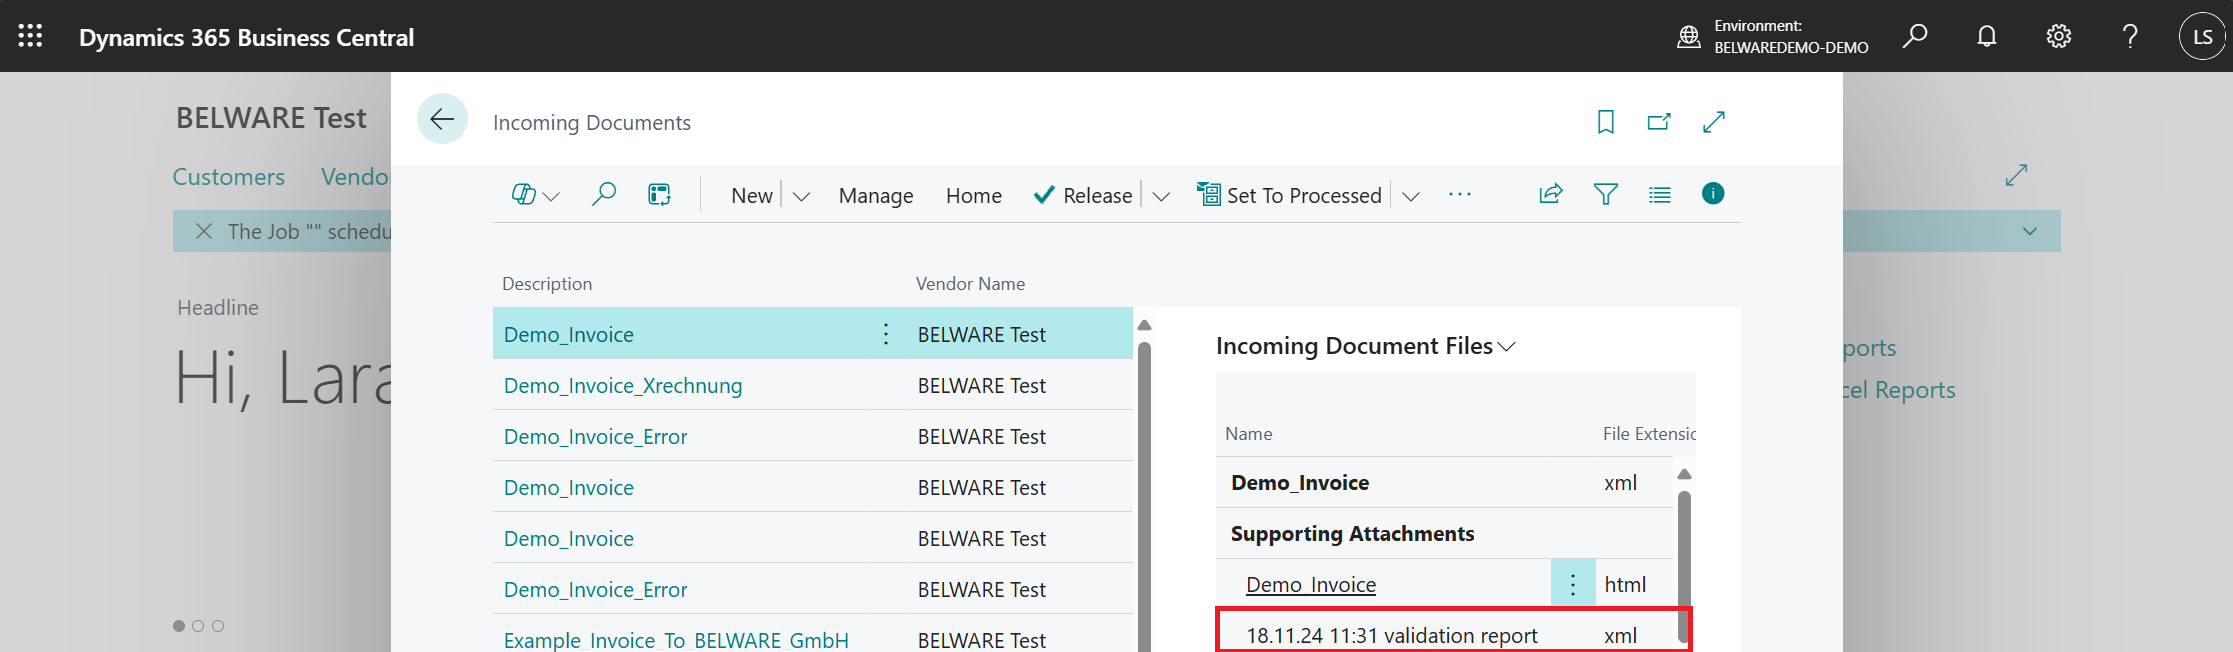 Dynamics 365 Business Central
Environment:
BELWAREDEMO-DEMO
LS
BELWARE Test
Customers Vendo
The Job "" schedu
Headline
Hi, Lara
Incoming Documents
New Manage Home Release Set To Processed
Description Vendor Name
Demo_Invoice BELWARE Test
Demo_Invoice_Xrechnung BELWARE Test
Demo_Invoice_Error BELWARE Test
Demo_Invoice BELWARE Test
Demo_Invoice BELWARE Test
Demo_Invoice_Error BELWARE Test
Example_Invoice_To_BELWARE_GmbH BELWARE Test
Incoming Document Files
Name File Extensio
Demo_Invoice xml
Supporting Attachments
Demo_Invoice html
18.11.24 11:31 validation report xml
ports
cel Reports